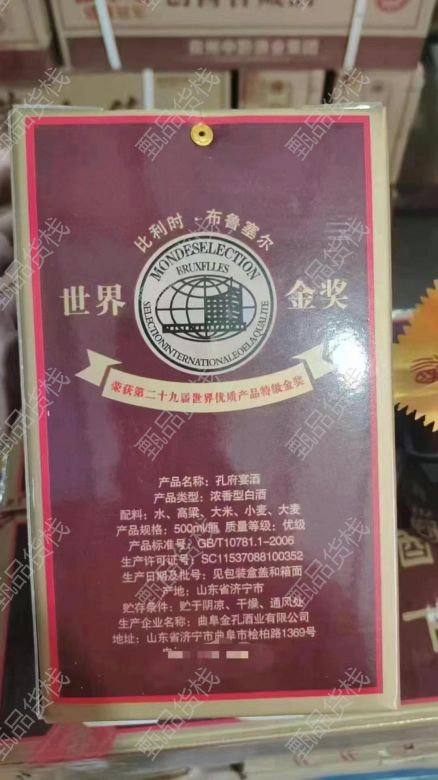 比利时·布鲁塞尔
MONDESELECTION
BRUXFLLES
SELECTIONINTERNATIONALEOELAQUALITE
世界 金奖
荣获第二十九届世界优质产品特级金奖
产品名称：孔府宴酒
产品类型：浓香型白酒
配料：水、高粱、大米、小麦、大麦
产品规格：500ml/瓶 质量等级：优级
产品标准号：GB/T10781.1-2006
生产许可证号：SC11537088100352
生产日期及批号：见包装盒盖和箱面
产地：山东省济宁市
贮存条件：贮于阴凉、干燥、通风处
生产企业名称：曲阜金孔酒业有限公司
地址：山东省济宁市曲阜市检柏路1369号
甄品货栈